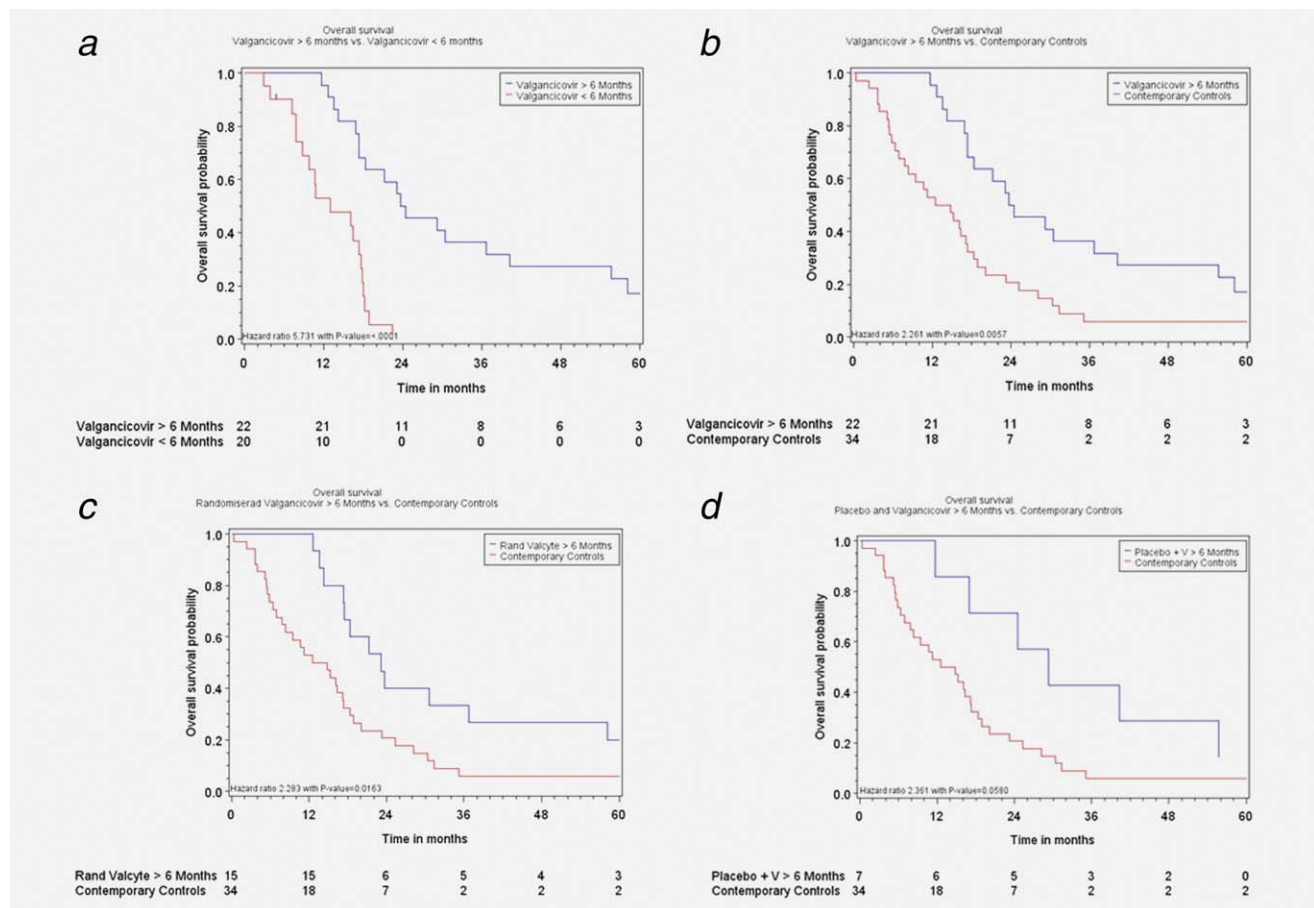 a
Overall survival
Valgancicovir > 6 months vs. Valgancicovir < 6 months
Valgancicovir > 6 Months
Valgancicovir < 6 Months
Overall survival probability
1.0
0.8
0.6
0.4
0.2
0.0
Hazard ratio 5.731 with P-value=<.0001
0 12 24 36 48 60
Time in months
Valgancicovir > 6 Months 22 21 11 8 6 3
Valgancicovir < 6 Months 20 10 0 0 0 0
b
Overall survival
Valgancicovir > 6 Months vs. Contemporary Controls
Valgancicovir > 6 Months
Contemporary Controls
Overall survival probability
1.0
0.8
0.6
0.4
0.2
0.0
Hazard ratio 2.261 with P-value=0.0057
0 12 24 36 48 60
Time in months
Valgancicovir > 6 Months 22 21 11 8 6 3
Contemporary Controls 34 18 7 2 2 2
c
Overall survival
Randomiserad Valgancicovir > 6 Months vs. Contemporary Controls
Rand Valcyte > 6 Months
Contemporary Controls
Overall survival probability
1.0
0.8
0.6
0.4
0.2
0.0
Hazard ratio 2.283 with P-value=0.0163
0 12 24 36 48 60
Time in months
Rand Valcyte > 6 Months 15 15 6 5 4 3
Contemporary Controls 34 18 7 2 2 2
d
Overall survival
Placebo and Valgancicovir > 6 Months vs. Contemporary Controls
Placebo + V > 6 Months
Contemporary Controls
Overall survival probability
1.0
0.8
0.6
0.4
0.2
0.0
Hazard ratio 2.361 with P-value=0.0580
0 12 24 36 48 60
Time in months
Placebo + V > 6 Months 7 6 5 3 2 0
Contemporary Controls 34 18 7 2 2 2